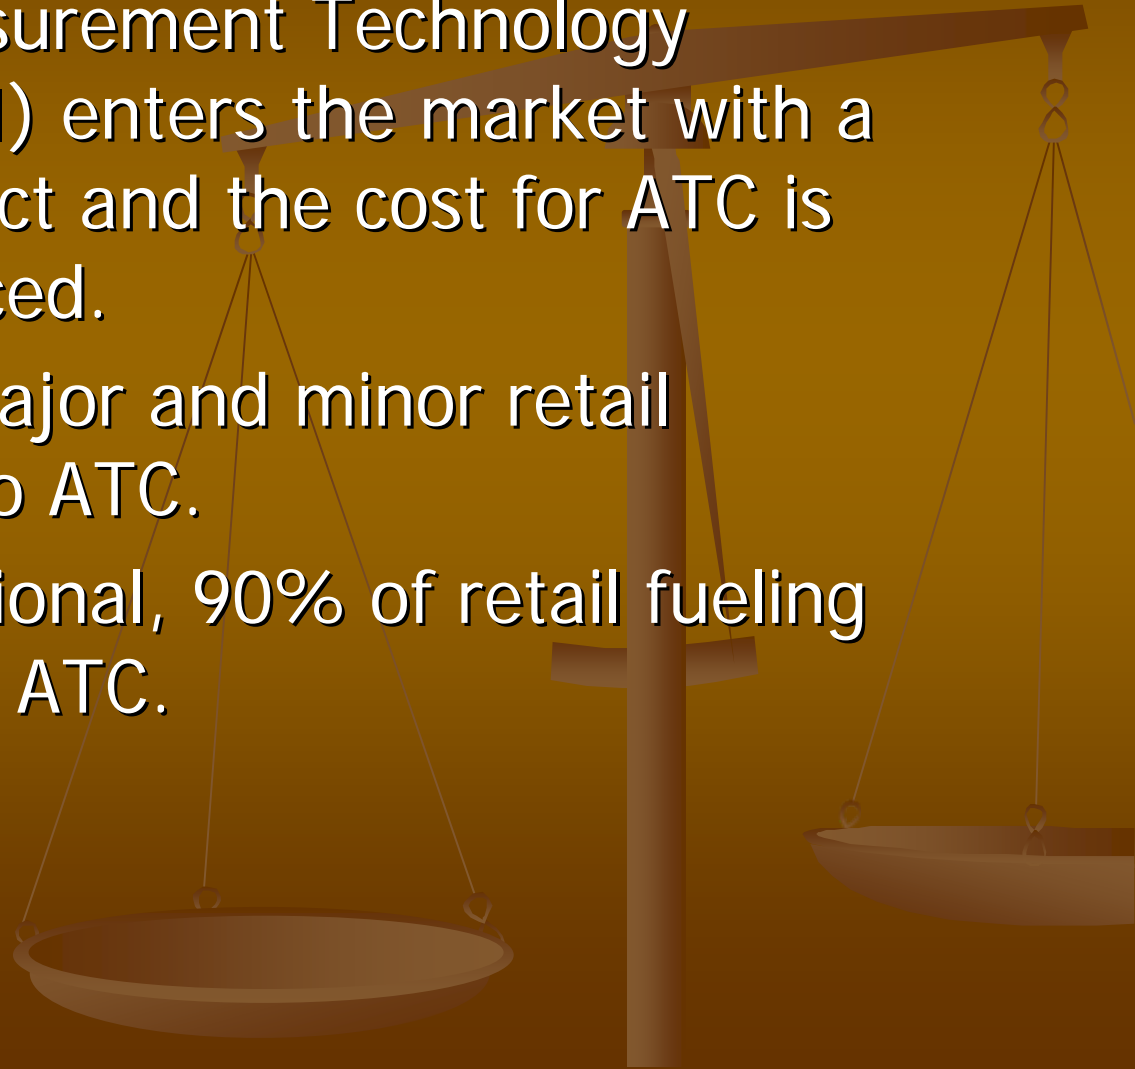 surement Technology
) enters the market with a
ct and the cost for ATC is
ced.
ajor and minor retail
o ATC.
ional, 90% of retail fueling
ATC.